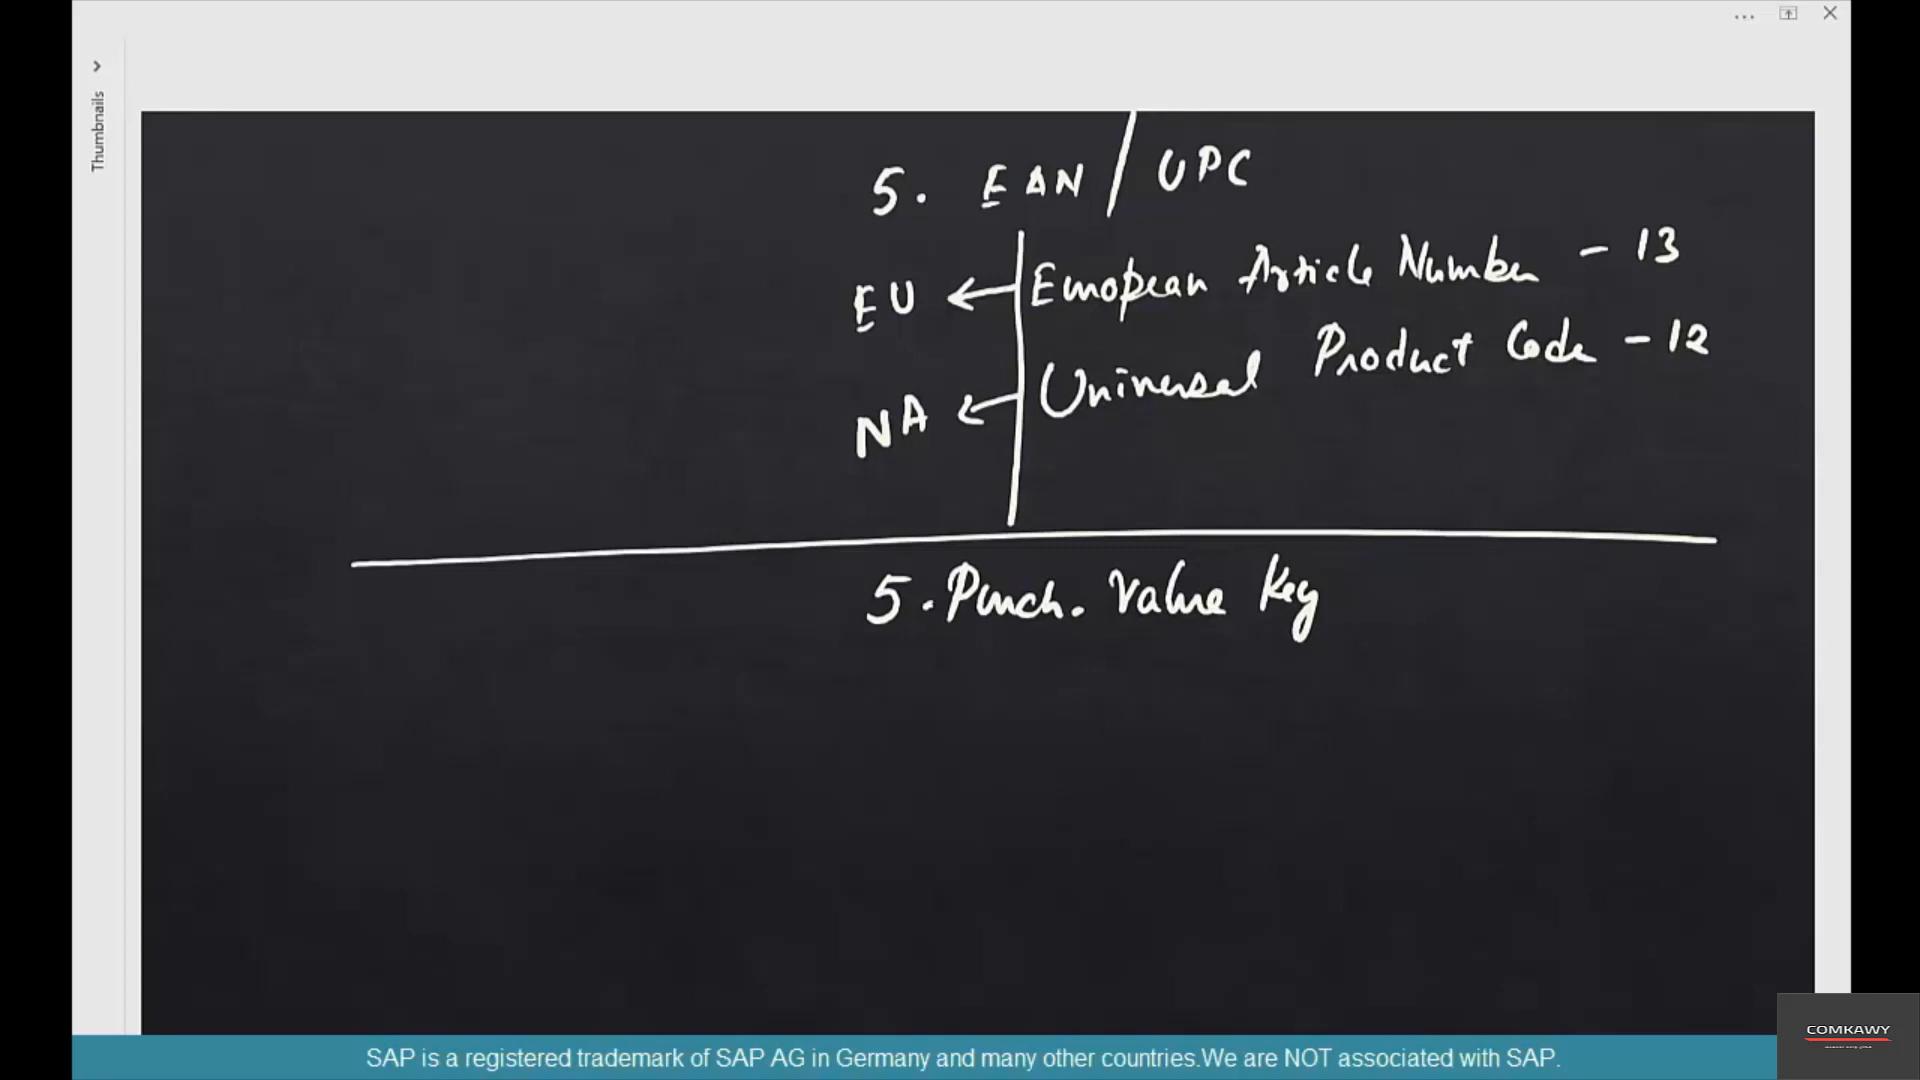 Thumbnails
5. EAN / UPC
EU ← European Article Number - 13
NA ← Universal Product Code - 12
5. Purch. Value Key
SAP is a registered trademark of SAP AG in Germany and many other countries.We are NOT associated with SAP.
COMKAWY